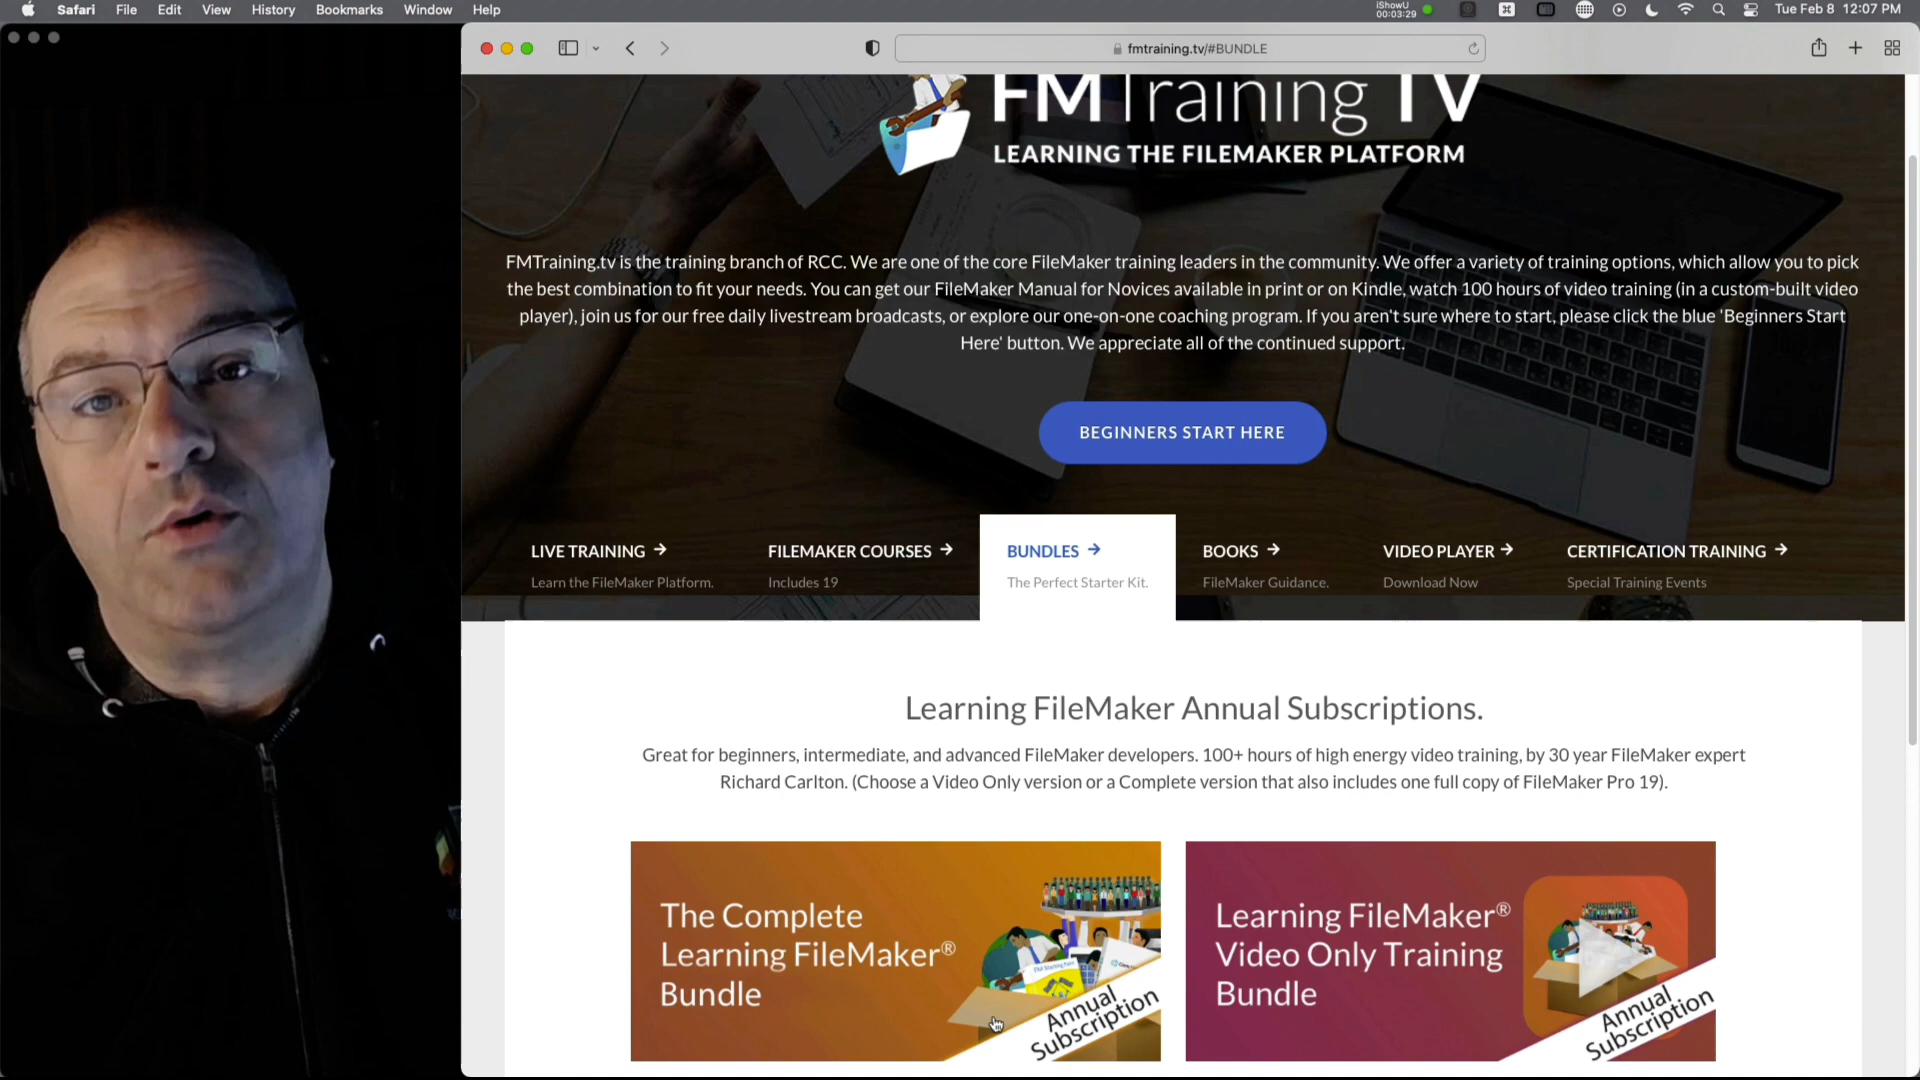 Safari File Edit View History Bookmarks Window Help
iShowU
00:03:29
Tue Feb 8 12:07 PM
fmtraining.tv/#BUNDLE
FMTraining TV
LEARNING THE FILEMAKER PLATFORM
FMTraining.tv is the training branch of RCC. We are one of the core FileMaker training leaders in the community. We offer a variety of training options, which allow you to pick
the best combination to fit your needs. You can get our FileMaker Manual for Novices available in print or on Kindle, watch 100 hours of video training (in a custom-built video
player), join us for our free daily livestream broadcasts, or explore our one-on-one coaching program. If you aren't sure where to start, please click the blue 'Beginners Start
Here' button. We appreciate all of the continued support.
BEGINNERS START HERE
LIVE TRAINING
Learn the FileMaker Platform.
FILEMAKER COURSES
Includes 19
BUNDLES
The Perfect Starter Kit.
BOOKS
FileMaker Guidance.
VIDEO PLAYER
Download Now
CERTIFICATION TRAINING
Special Training Events
Learning FileMaker Annual Subscriptions.
Great for beginners, intermediate, and advanced FileMaker developers. 100+ hours of high energy video training, by 30 year FileMaker expert
Richard Carlton. (Choose a Video Only version or a Complete version that also includes one full copy of FileMaker Pro 19).
The Complete
Learning FileMaker®
Bundle
Annual
Subscription
Learning FileMaker®
Video Only Training
Bundle
Annual
Subscription